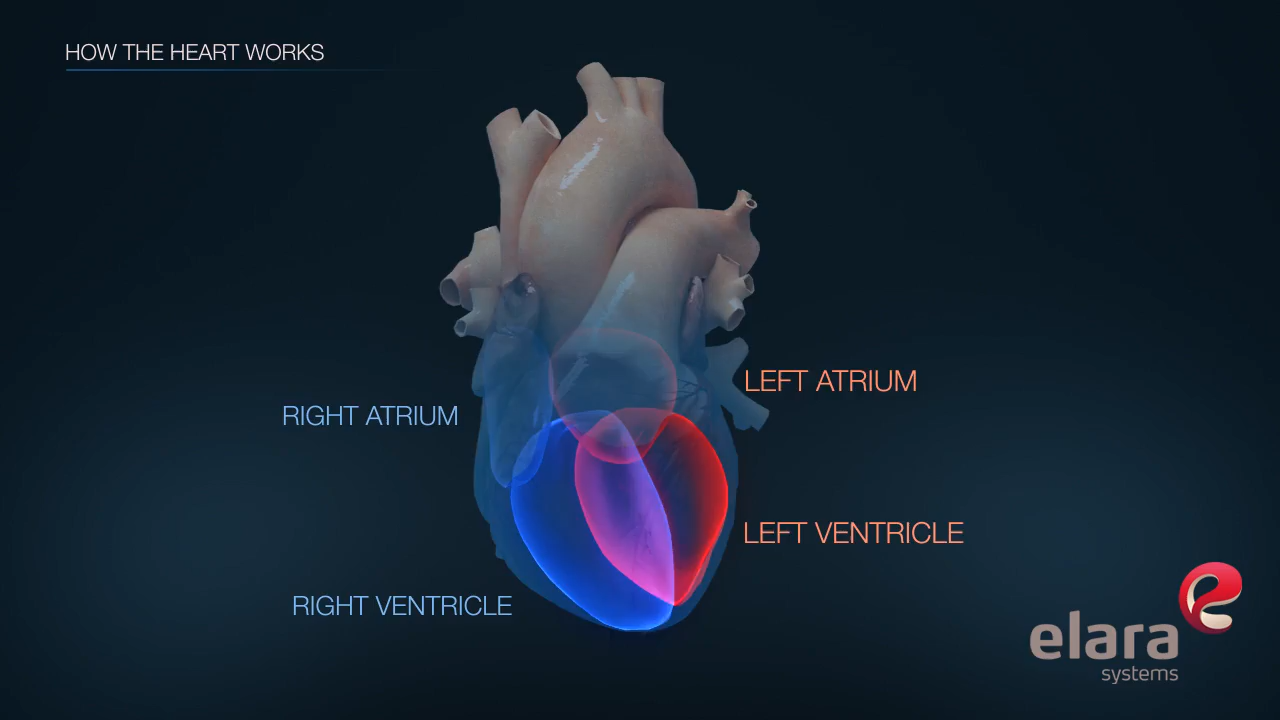 HOW THE HEART WORKS
LEFT ATRIUM
RIGHT ATRIUM
LEFT VENTRICLE
RIGHT VENTRICLE
elara
systems